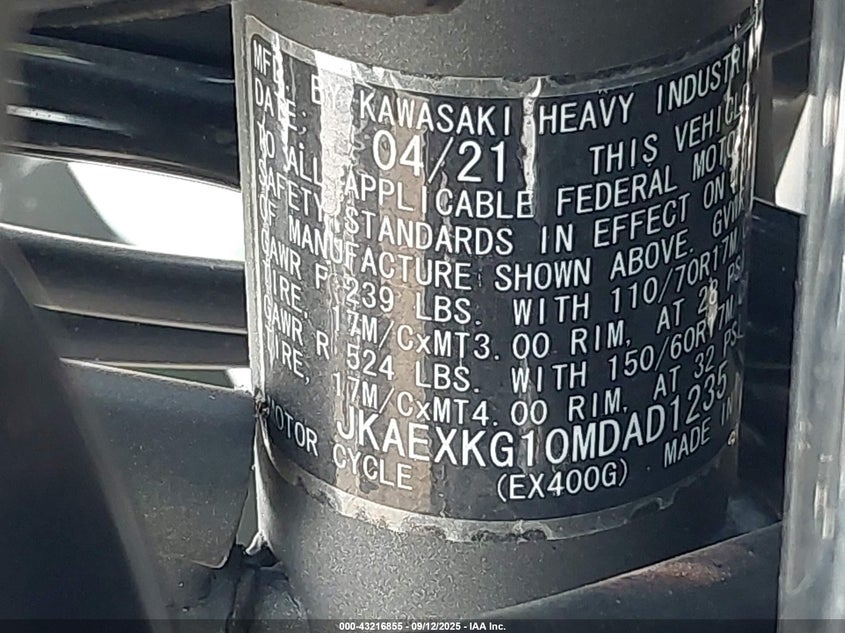 MFD. BY KAWASAKI HEAVY INDUSTRI
DATE: 04/21 THIS VEHICLE
TO ALL APPLICABLE FEDERAL MOTO
SAFETY STANDARDS IN EFFECT ON
OF MANUFACTURE SHOWN ABOVE. GVWR
GAWR F 239 LBS. WITH 110/70R17M/
TIRE, 17M/CxMT3.00 RIM, AT 28 PSI
GAWR R 524 LBS. WITH 150/60R17M
TIRE, 17M/CxMT4.00 RIM, AT 32 PSI
JKAEXKG10MDAD1235
MOTOR CYCLE (EX400G) MADE IN
000-43216855 - 09/12/2025 - IAA Inc.